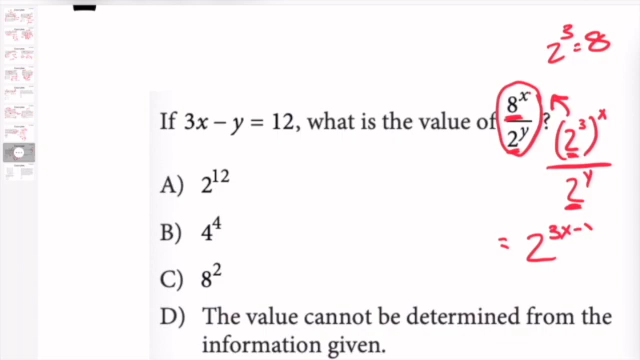 2³ = 8
If 3x − y = 12, what is the value of 8ˣ/2ʸ ?
(2³)ˣ
2ʸ
A) 2¹²
B) 4⁴
= 2³ˣ⁻
C) 8²
D) The value cannot be determined from the
information given.